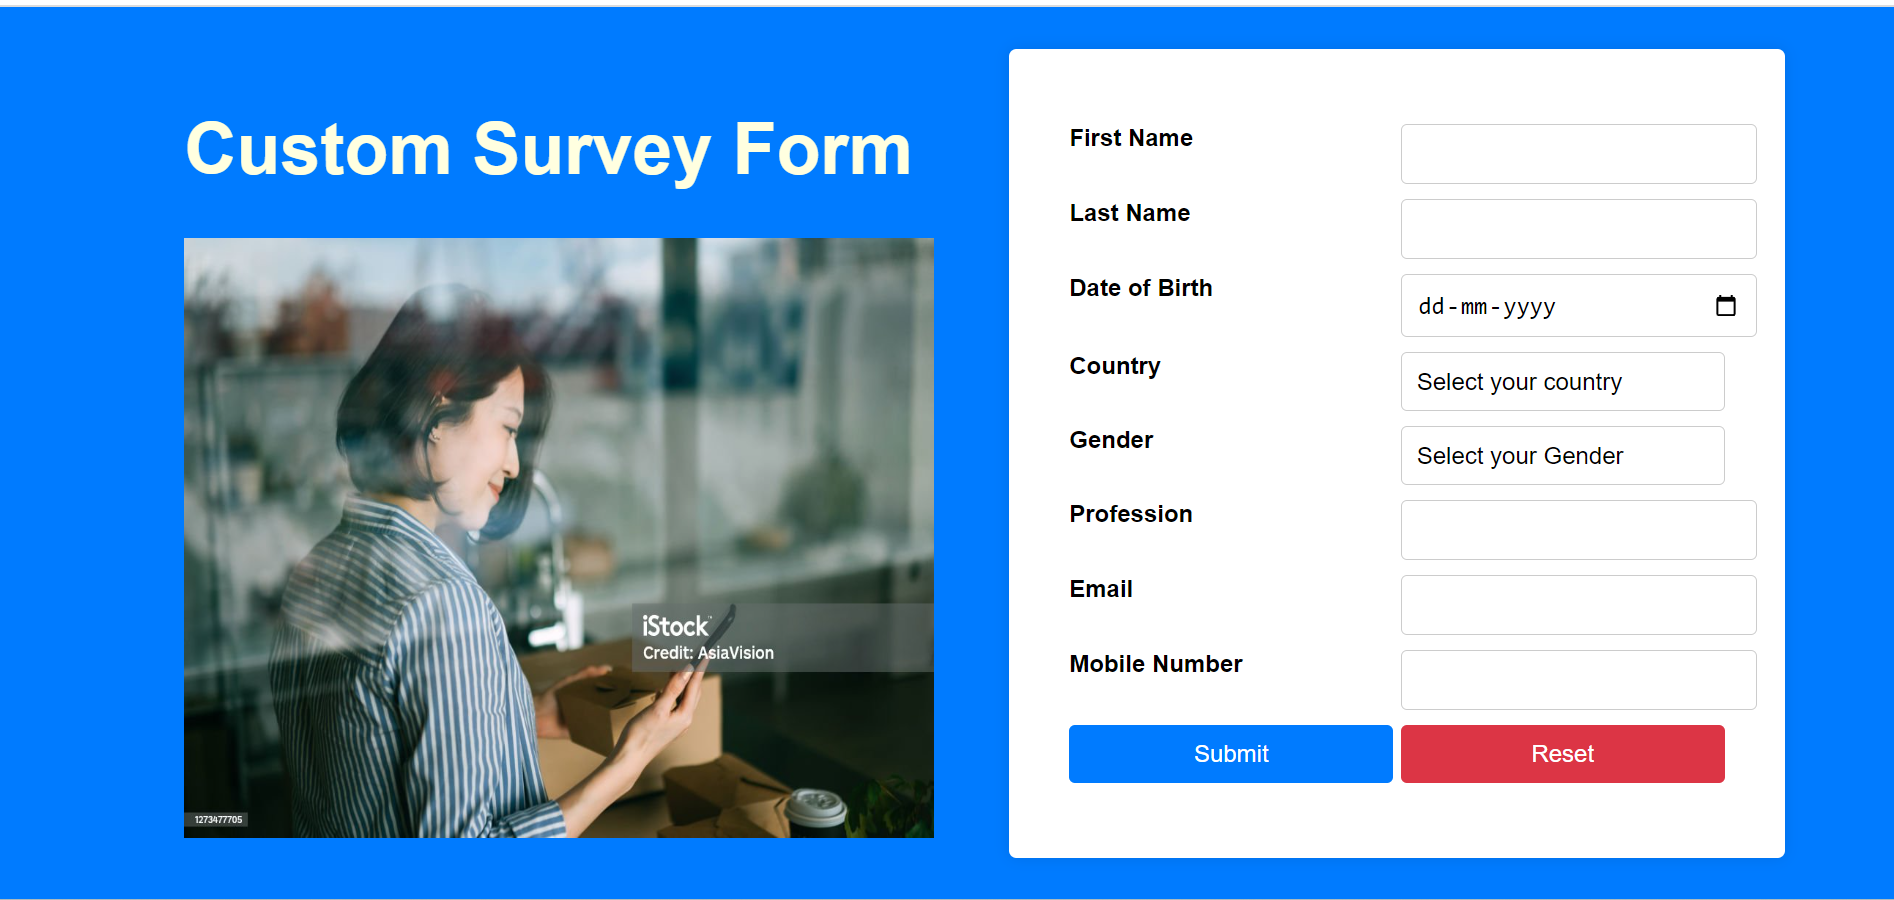 Custom Survey Form
iStock
Credit: AsiaVision
1273477705
First Name
Last Name
Date of Birth
dd-mm-yyyy
Country
Select your country
Gender
Select your Gender
Profession
Email
Mobile Number
Submit
Reset